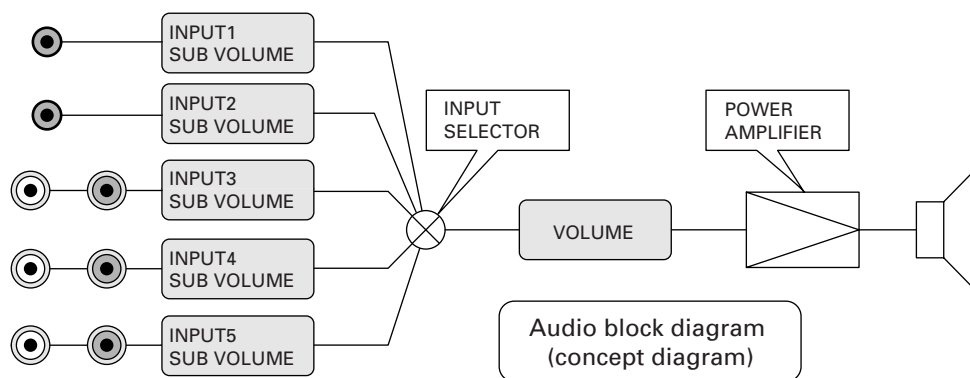 INPUT1
SUB VOLUME
INPUT2
SUB VOLUME
INPUT
SELECTOR
POWER
AMPLIFIER
INPUT3
SUB VOLUME
VOLUME
INPUT4
SUB VOLUME
INPUT5
SUB VOLUME
Audio block diagram
(concept diagram)